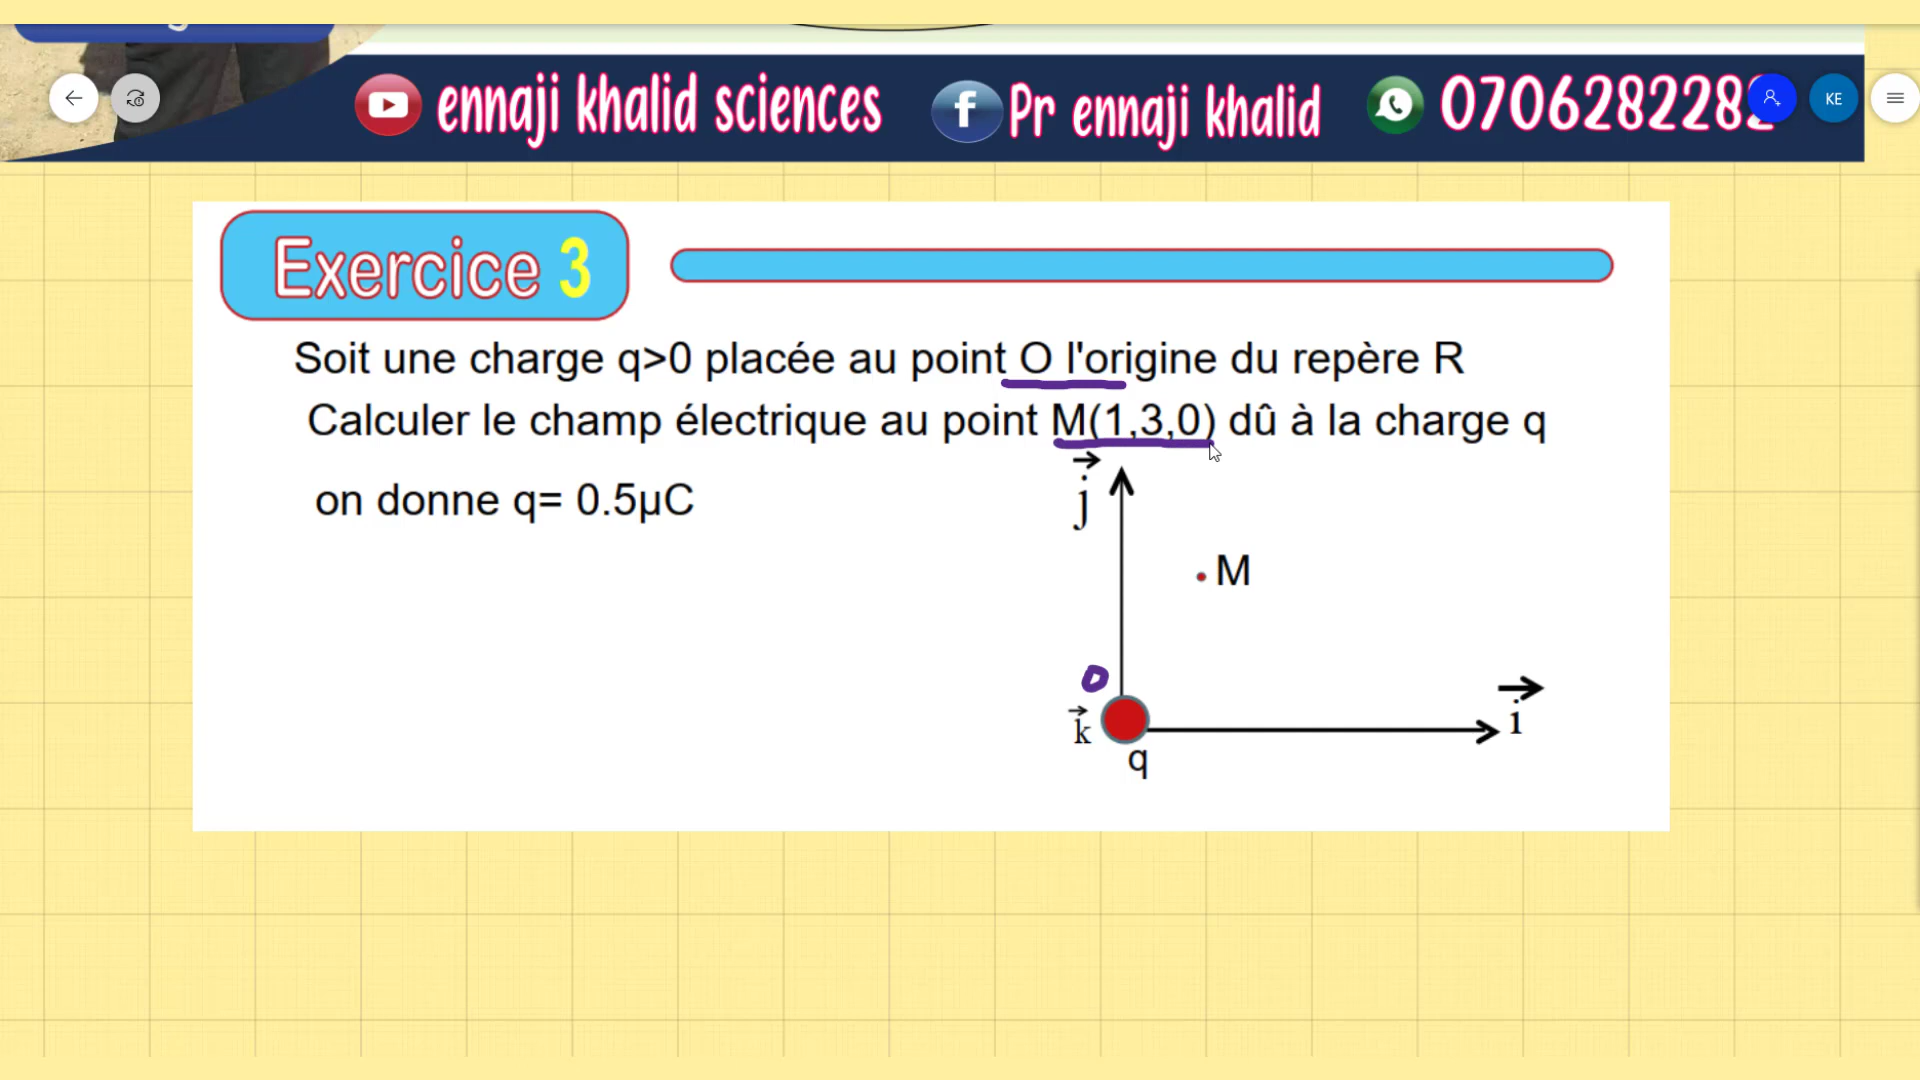 ennaji khalid sciences Pr ennaji khalid
KE
Exercice 3
Soit une charge q>0 placée au point O l'origine du repère R
Calculer le champ électrique au point M(1,3,0) dû à la charge q
on donne q= 0.5µC
j
M
k
i
q